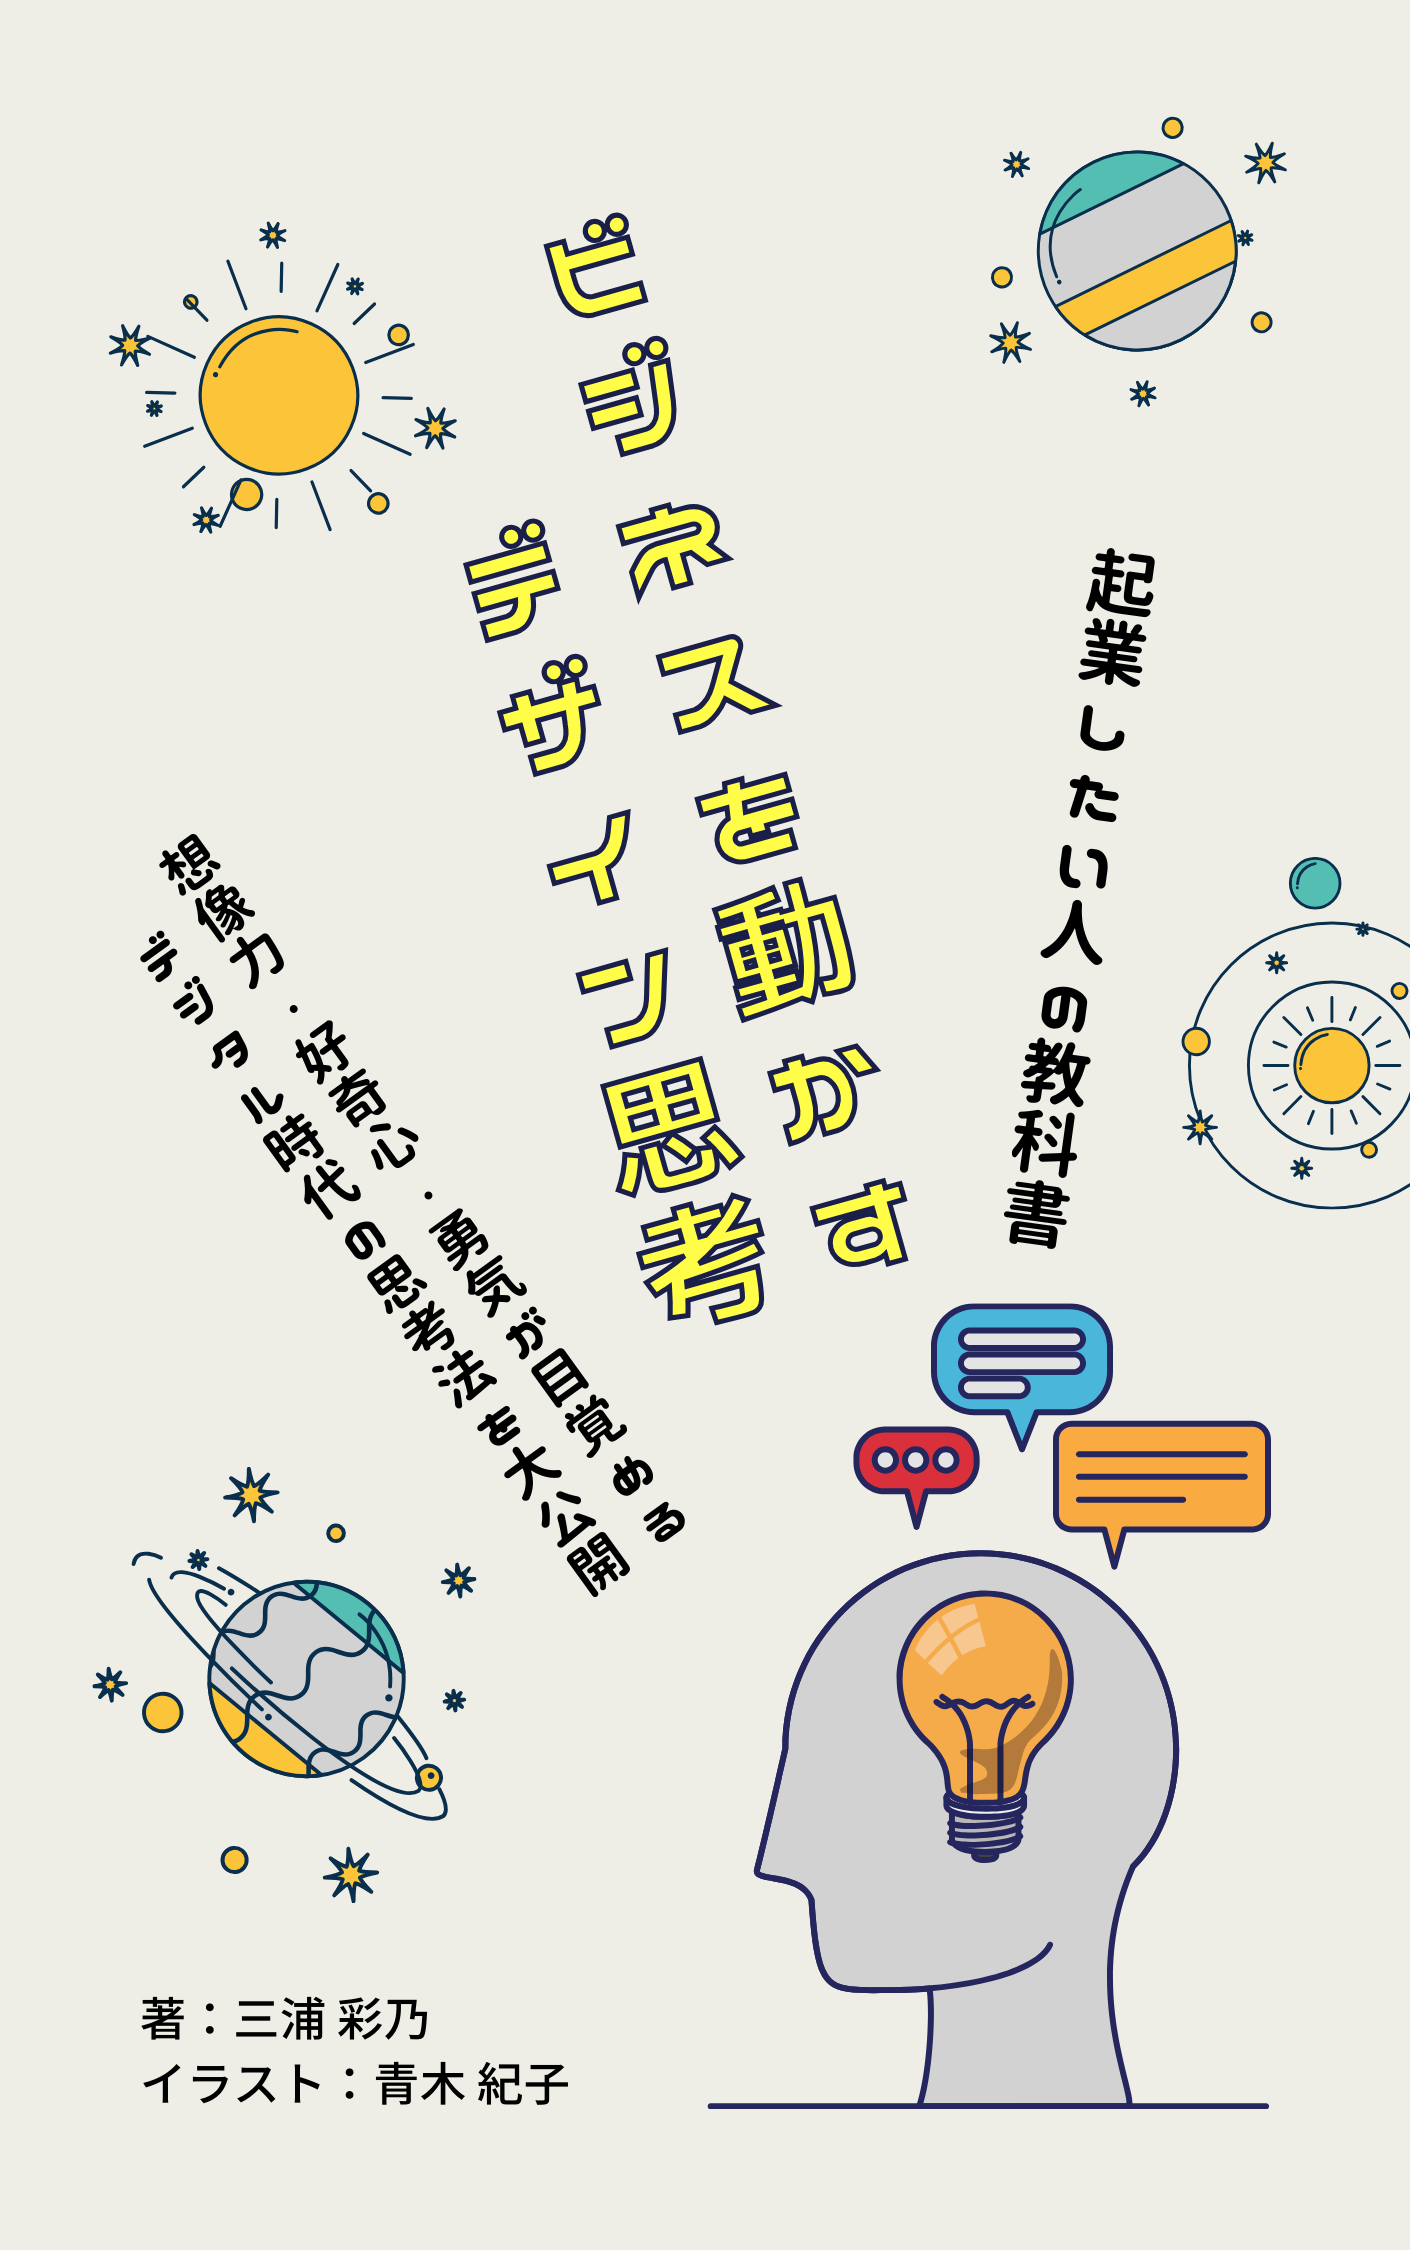 起業したい人の教科書
ビジネスを動かす
デザイン思考
想像力・好奇心・勇気が目覚める
デジタル時代の思考法を大公開
著：三浦 彩乃
イラスト：青木 紀子